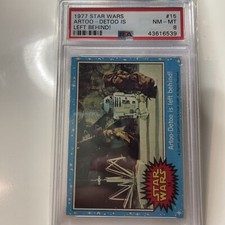 1977 STAR WARS #15
ARTOO - DETOO IS NM - MT
LEFT BEHIND! 8
PSA 43616539
Artoo-Detoo is left behind!
STAR
WARS